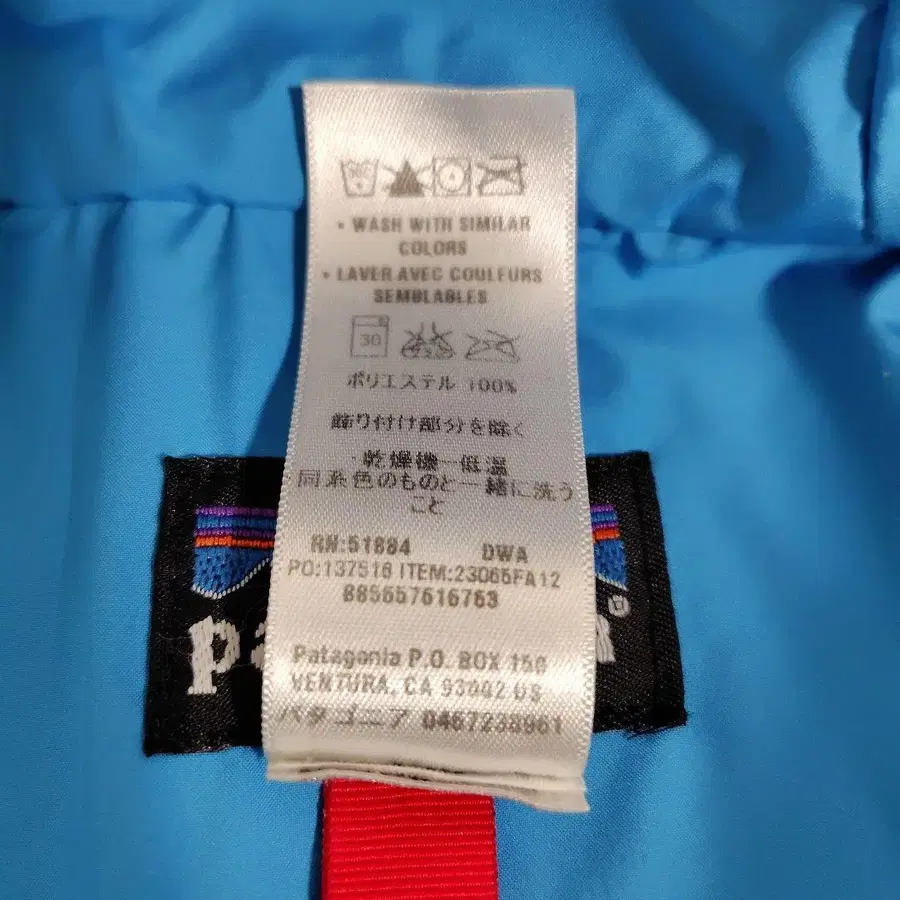 • WASH WITH SIMILAR
COLORS
• LAVER AVEC COULEURS
SEMBLABLES
30
ポリエステル 100%
飾り付け部分を除く
・乾燥機－低温
同系色のものと一緒に洗う
こと
RN:51884 DWA
PO:137516 ITEM:23065FA12
885657616763
pa
a
Patagonia P.O. BOX 150
VENTURA, CA 93002 US
パタゴニア 0467238961